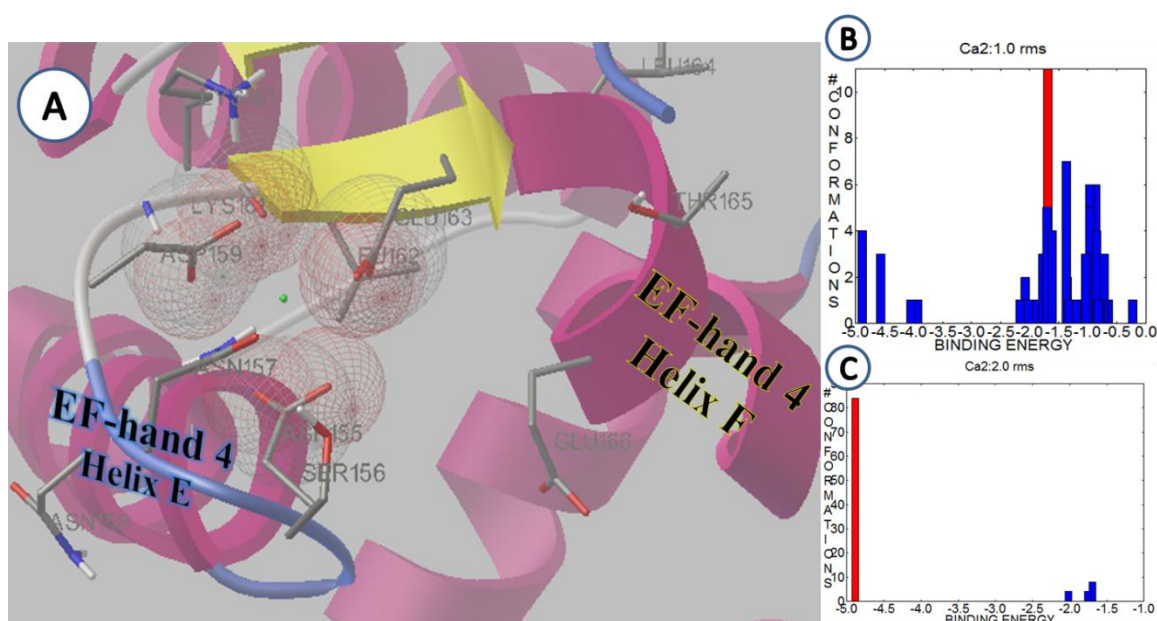 A
LEU164
THR165
GLU163
ASP159
ASN157
SER156
GLU166
EF-hand 4
Helix E
EF-hand 4
Helix F
B
Ca2:1.0 rms
#CONFORMATIONS
10
8
6
4
2
0
-5.0 -4.5 -4.0 -3.5 -3.0 -2.5 -2.0 -1.5 -1.0 -0.5 0.0
BINDING ENERGY
C
Ca2:2.0 rms
#CONFORMATIONS
80
70
60
50
40
30
20
10
0
-5.0 -4.5 -4.0 -3.5 -3.0 -2.5 -2.0 -1.5 -1.0
BINDING ENERGY